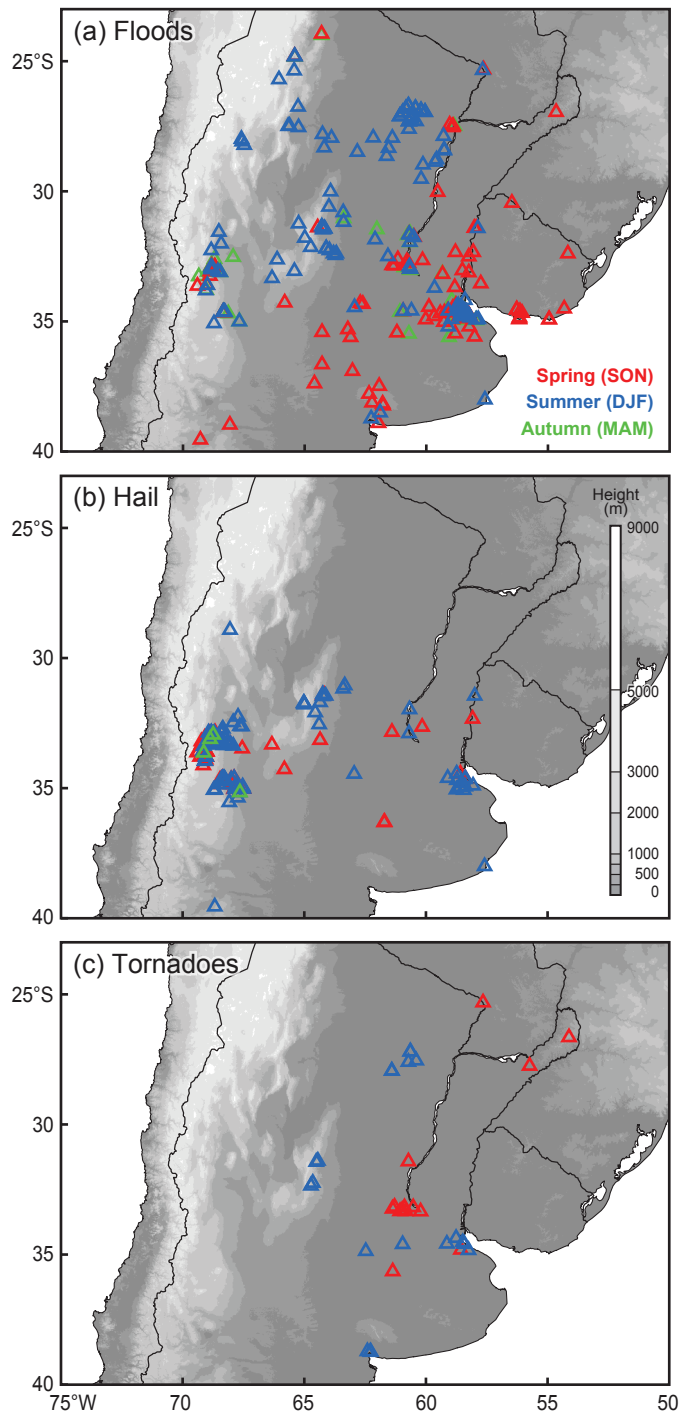 (a) Floods
25°S
30
35
40
Spring (SON)
Summer (DJF)
Autumn (MAM)
(b) Hail
25°S
30
35
40
Height
(m)
9000
5000
3000
2000
1000
500
0
(c) Tornadoes
25°S
30
35
40
75°W 70 65 60 55 50